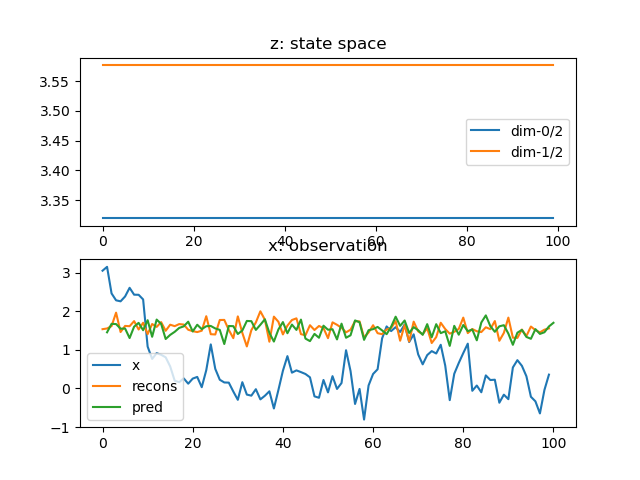 z: state space
3.55
3.50
3.45
3.40
3.35
dim-0/2
dim-1/2
0 20 40 60 80 100
x: observation
3
2
1
0
−1
x
recons
pred
0 20 40 60 80 100